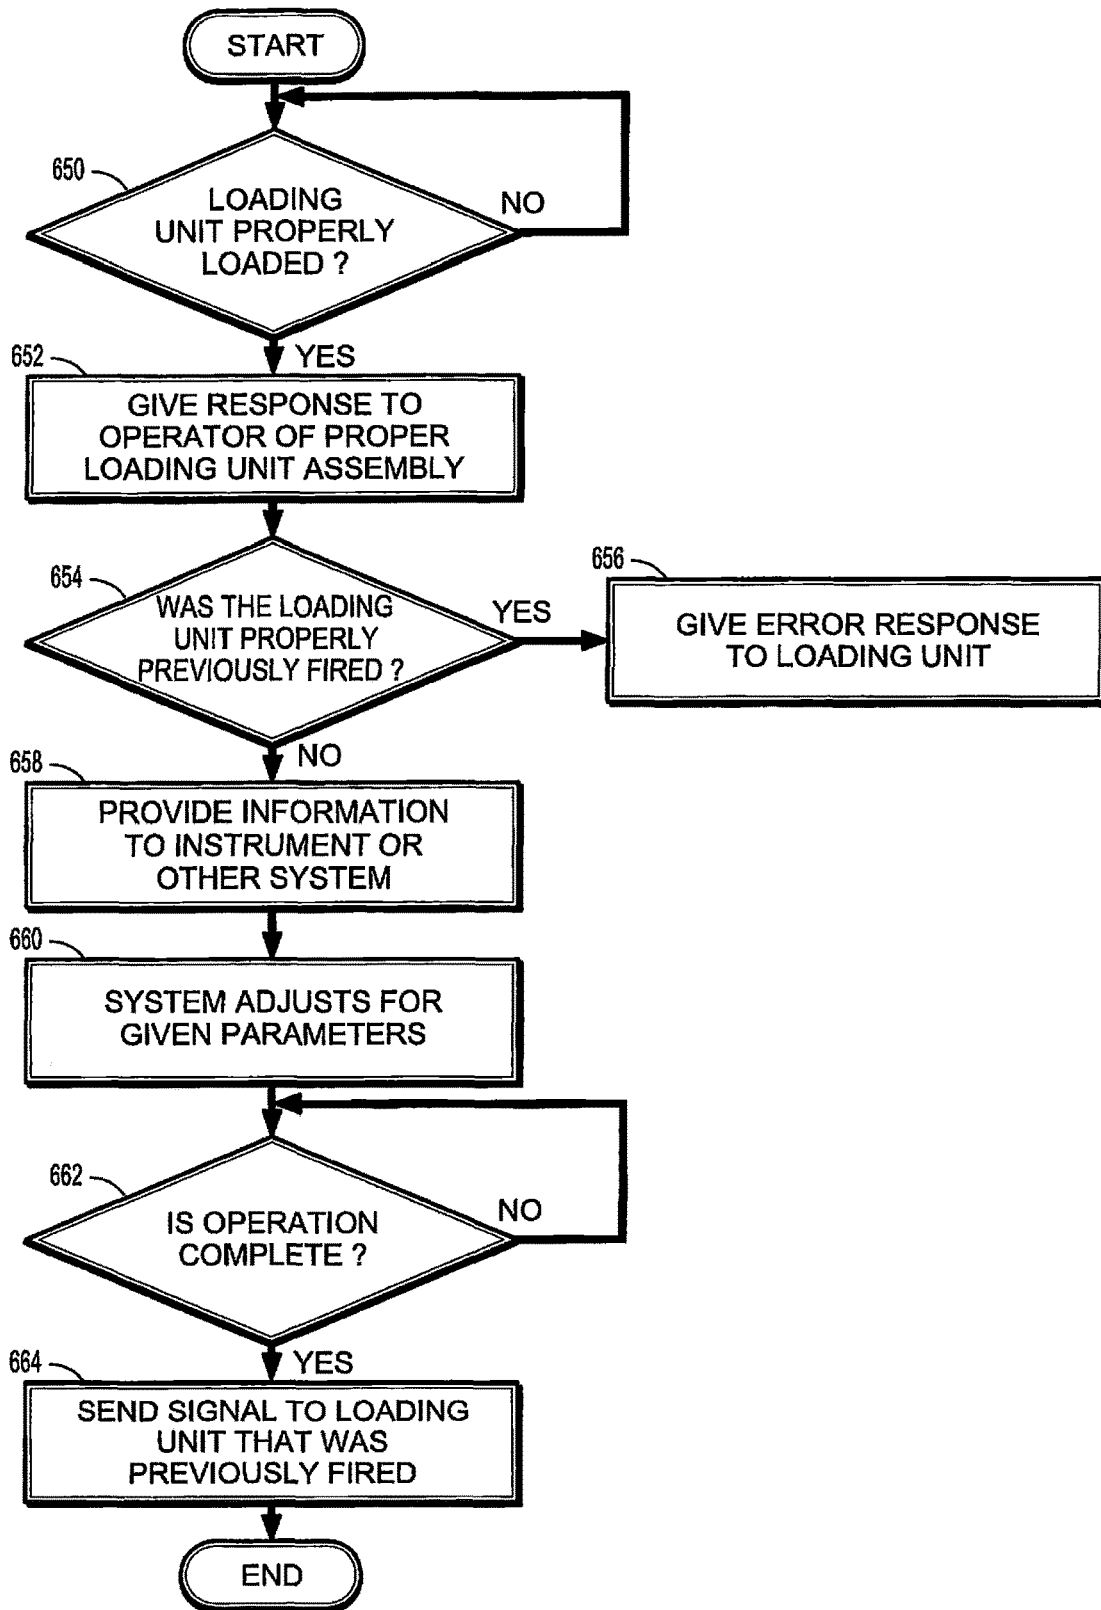 START
650
LOADING
UNIT PROPERLY
LOADED ?
NO
YES
652
GIVE RESPONSE TO
OPERATOR OF PROPER
LOADING UNIT ASSEMBLY
654
WAS THE LOADING
UNIT PROPERLY
PREVIOUSLY FIRED ?
YES
656
GIVE ERROR RESPONSE
TO LOADING UNIT
NO
658
PROVIDE INFORMATION
TO INSTRUMENT OR
OTHER SYSTEM
660
SYSTEM ADJUSTS FOR
GIVEN PARAMETERS
662
IS OPERATION
COMPLETE ?
NO
YES
664
SEND SIGNAL TO LOADING
UNIT THAT WAS
PREVIOUSLY FIRED
END